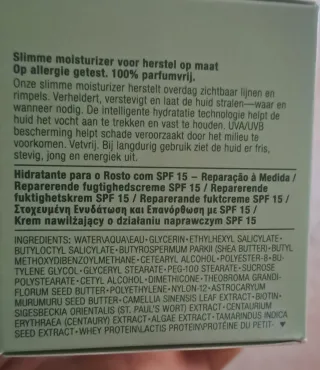 Slimme moisturizer voor herstel op maat
Op allergie getest. 100% parfumvrij.
Onze slimme moisturizer herstelt overdag zichtbaar lijnen en
rimpels. Verheldert, verstevigt en laat de huid stralen—waar en
wanneer nodig. De intelligente hydratatie technologie helpt de
huid het vocht aan te trekken en vast te houden. UVA/UVB
bescherming helpt schade veroorzaakt door het milieu te
voorkomen. Vetvrij. Bij langdurig gebruik ziet de huid er fris,
stevig, jong en energiek uit.
Hidratante para o Rosto com SPF 15 – Reparação à Medida /
Reparerende fugtighedscreme SPF 15 / Reparerende
fuktighetskrem SPF 15 / Reparerande fuktcreme SPF 15 /
Στοχευμένη Ενυδάτωση και Επανόρθωση με SPF 15 /
Krem nawilżający o działaniu naprawczym SPF 15
INGREDIENTS: WATER\AQUA\EAU•GLYCERIN•ETHYLHEXYL SALICYLATE•
BUTYLOCTYL SALICYLATE•BUTYROSPERMUM PARKII (SHEA BUTTER)•BUTYL
METHOXYDIBENZOYLMETHANE•CETEARYL ALCOHOL•POLYESTER-8•BU-
TYLENE GLYCOL•GLYCERYL STEARATE•PEG-100 STEARATE•SUCROSE
POLYSTEARATE•CETYL ALCOHOL•DIMETHICONE•THEOBROMA GRANDI-
FLORUM SEED BUTTER•POLYETHYLENE•NYLON-12•ASTROCARYUM
MURUMURU SEED BUTTER•CAMELLIA SINENSIS LEAF EXTRACT•BIOTIN•
SIGESBECKIA ORIENTALIS (ST. PAUL'S WORT) EXTRACT•CENTAURIUM
ERYTHRAEA (CENTAURY) EXTRACT•ALGAE EXTRACT•TAMARINDUS INDICA
SEED EXTRACT•WHEY PROTEIN\LACTIS PROTEIN\PROTÉINE DU PETIT- ▼